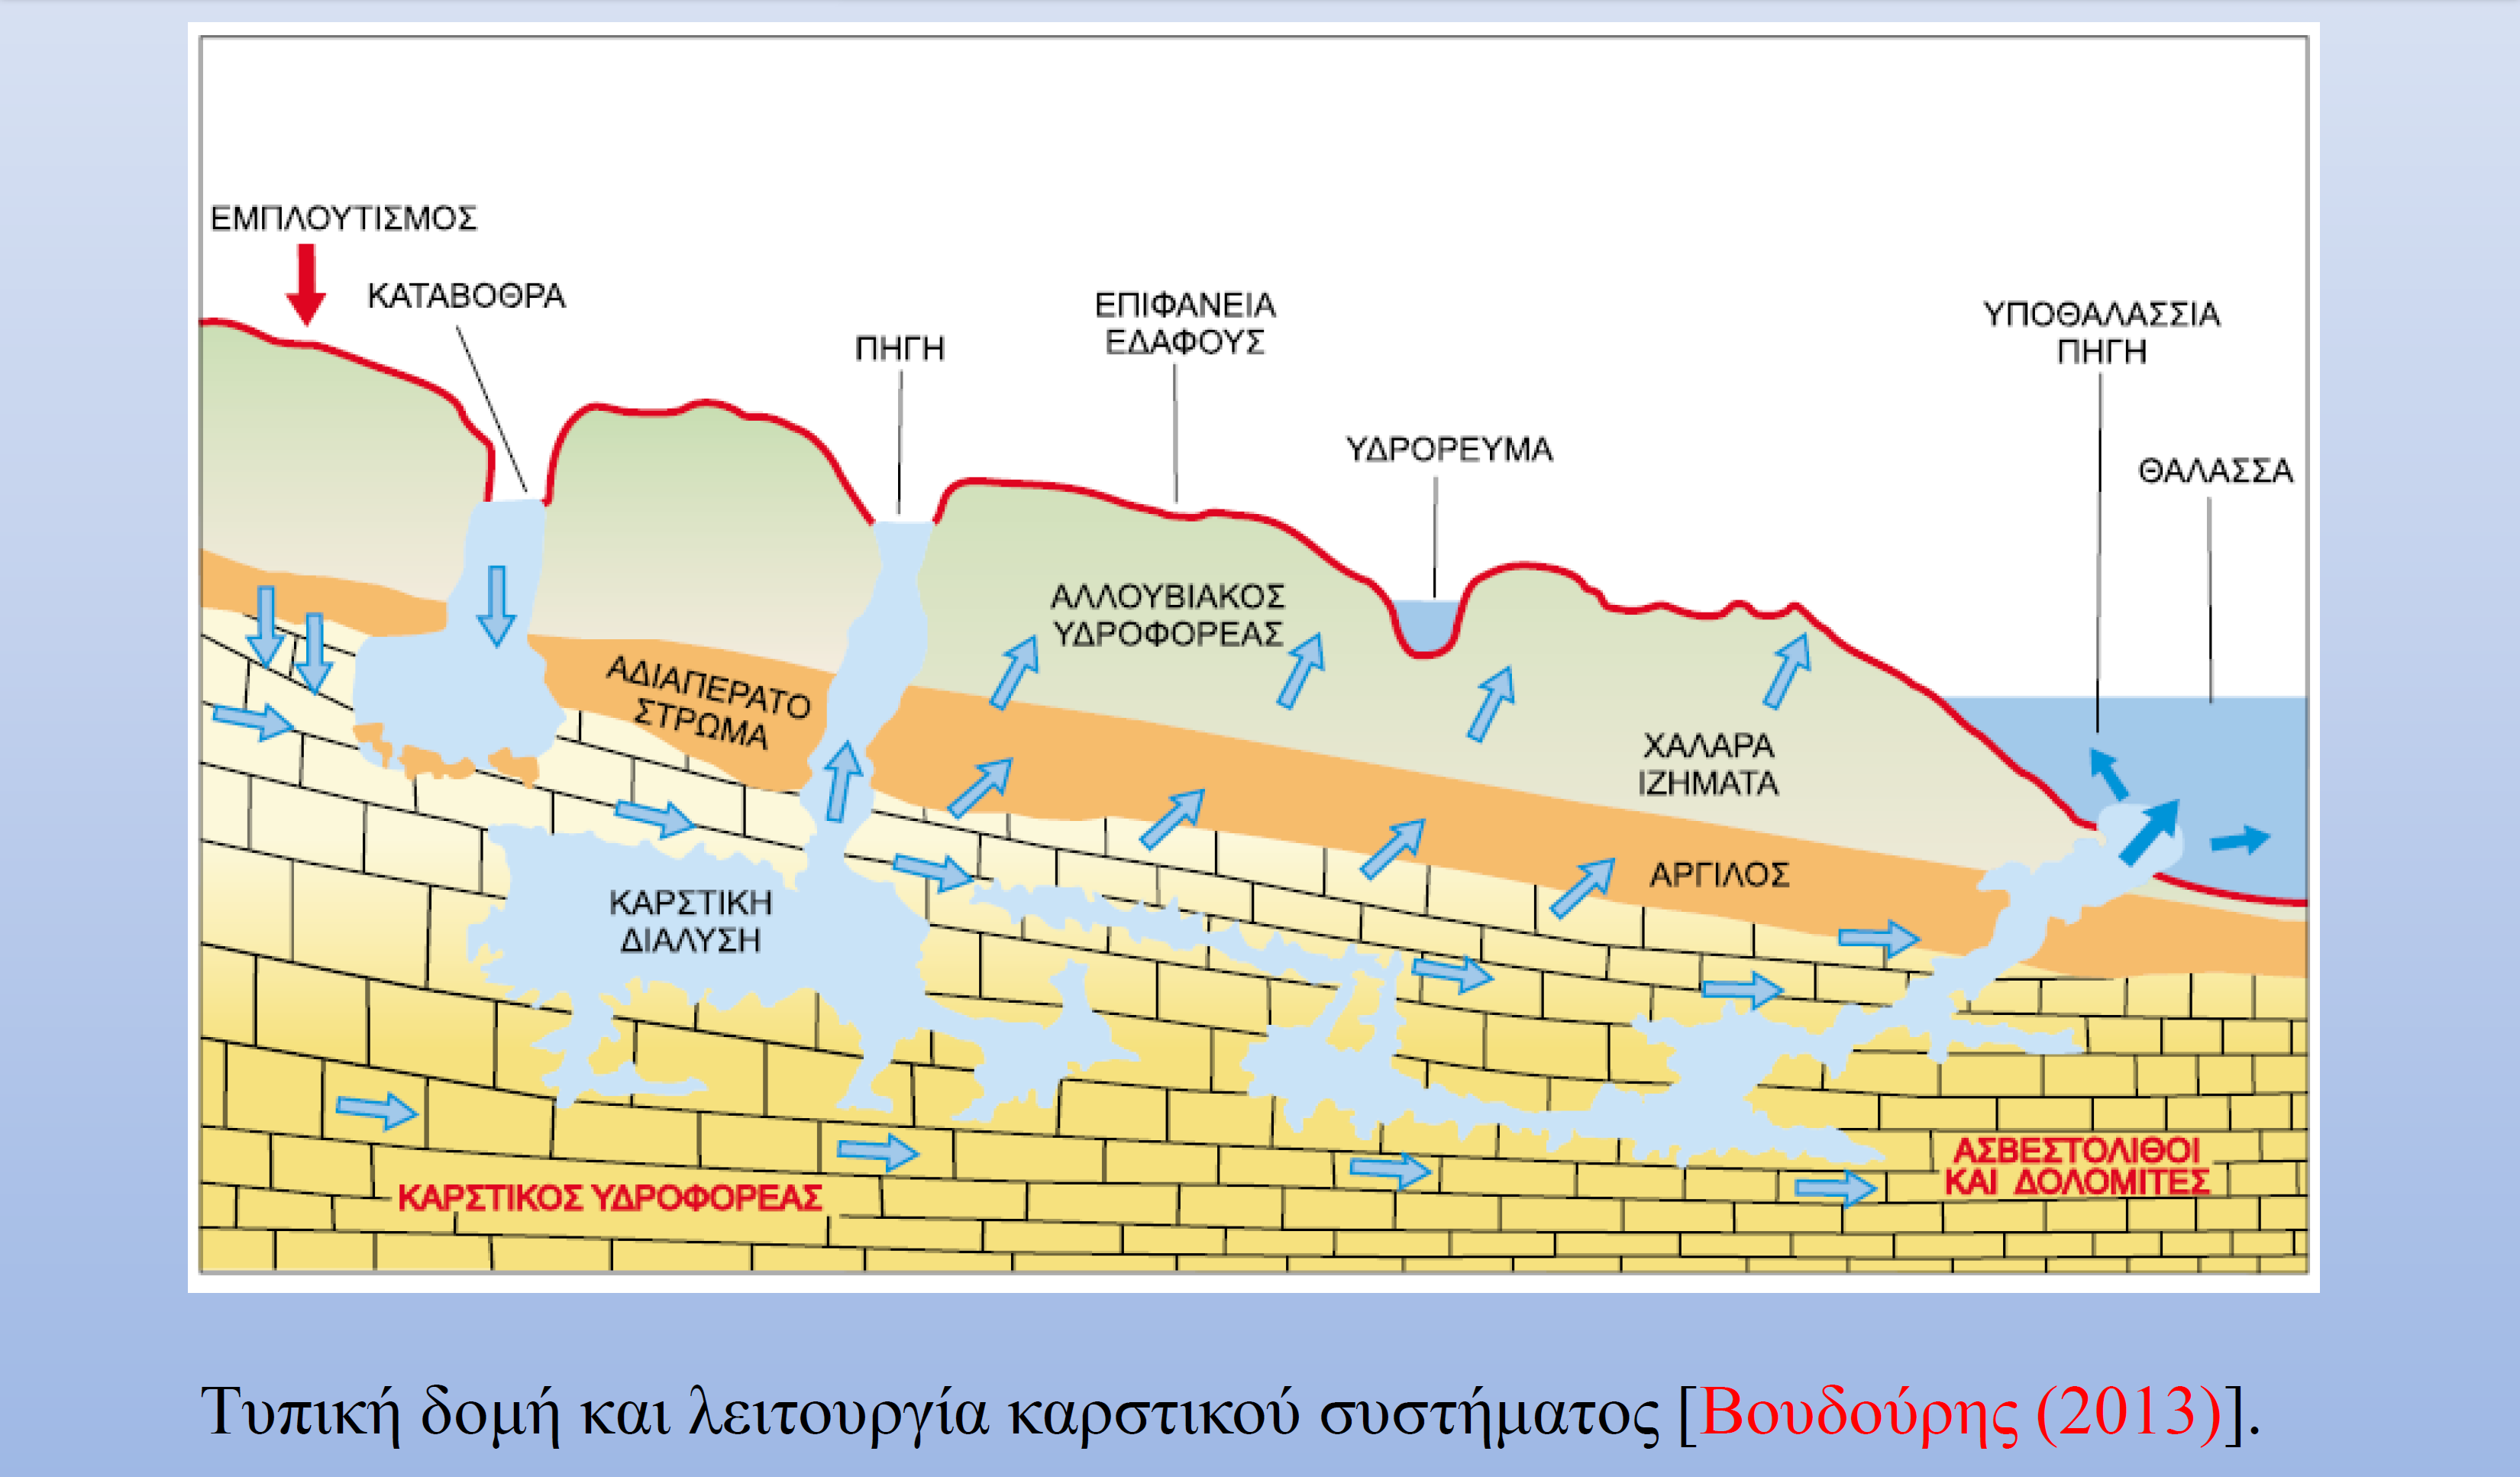 ΕΜΠΛΟΥΤΙΣΜΟΣ
ΚΑΤΑΒΟΘΡΑ
ΠΗΓΗ
ΕΠΙΦΑΝΕΙΑ
ΕΔΑΦΟΥΣ
ΥΔΡΟΡΕΥΜΑ
ΥΠΟΘΑΛΑΣΣΙΑ
ΠΗΓΗ
ΘΑΛΑΣΣΑ
ΑΛΛΟΥΒΙΑΚΟΣ
ΥΔΡΟΦΟΡΕΑΣ
ΑΔΙΑΠΕΡΑΤΟ
ΣΤΡΩΜΑ
ΧΑΛΑΡΑ
ΙΖΗΜΑΤΑ
ΑΡΓΙΛΟΣ
ΚΑΡΣΤΙΚΗ
ΔΙΑΛΥΣΗ
ΚΑΡΣΤΙΚΟΣ ΥΔΡΟΦΟΡΕΑΣ
ΑΣΒΕΣΤΟΛΙΘΟΙ
ΚΑΙ ΔΟΛΟΜΙΤΕΣ
Τυπική δομή και λειτουργία καρστικού συστήματος [Βουδούρης (2013)].